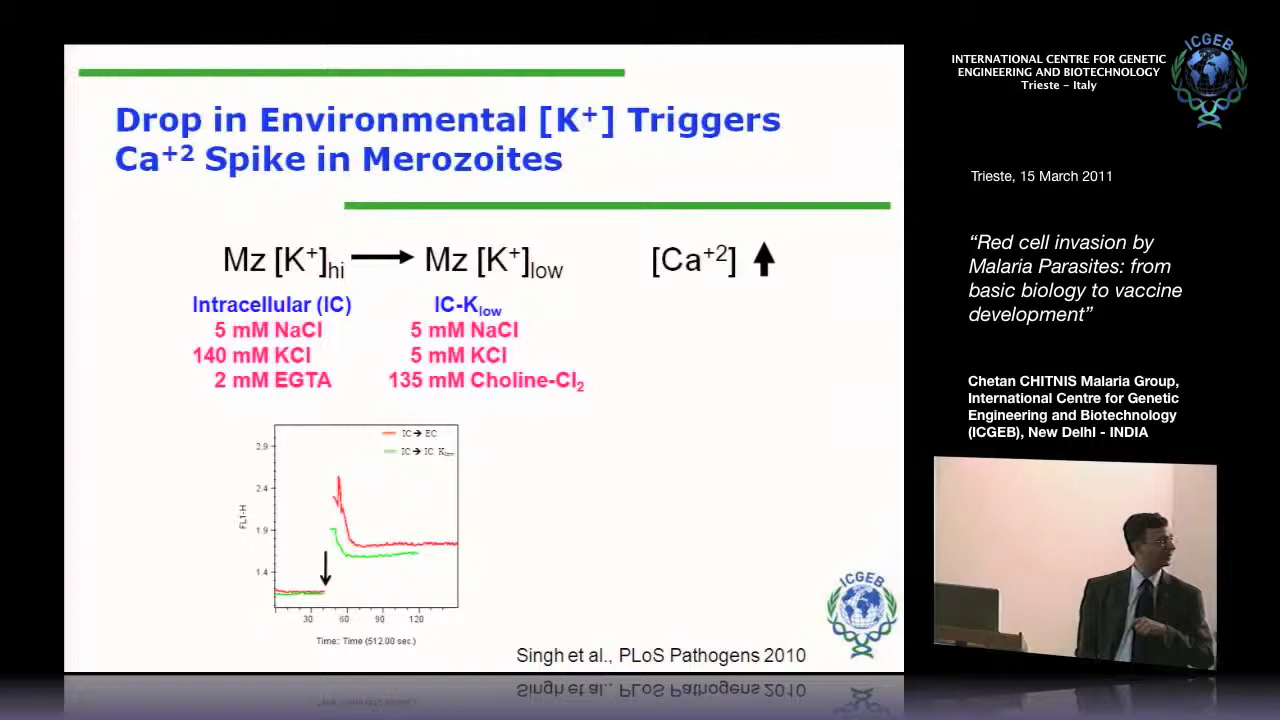 Drop in Environmental [K+] Triggers
Ca+2 Spike in Merozoites
Mz [K+]hi → Mz [K+]low [Ca+2] ↑
Intracellular (IC) IC-Klow
5 mM NaCl 5 mM NaCl
140 mM KCl 5 mM KCl
2 mM EGTA 135 mM Choline-Cl2
IC → EC
IC → IC, Klow
2.9
2.4
1.9
1.4
FL1-H
30 60 90 120
Time:: Time (512.00 sec.)
ICGEB
Singh et al., PLoS Pathogens 2010
INTERNATIONAL CENTRE FOR GENETIC
ENGINEERING AND BIOTECHNOLOGY
Trieste – Italy
ICGEB
Trieste, 15 March 2011
“Red cell invasion by
Malaria Parasites: from
basic biology to vaccine
development”
Chetan CHITNIS Malaria Group,
International Centre for Genetic
Engineering and Biotechnology
(ICGEB), New Delhi - INDIA